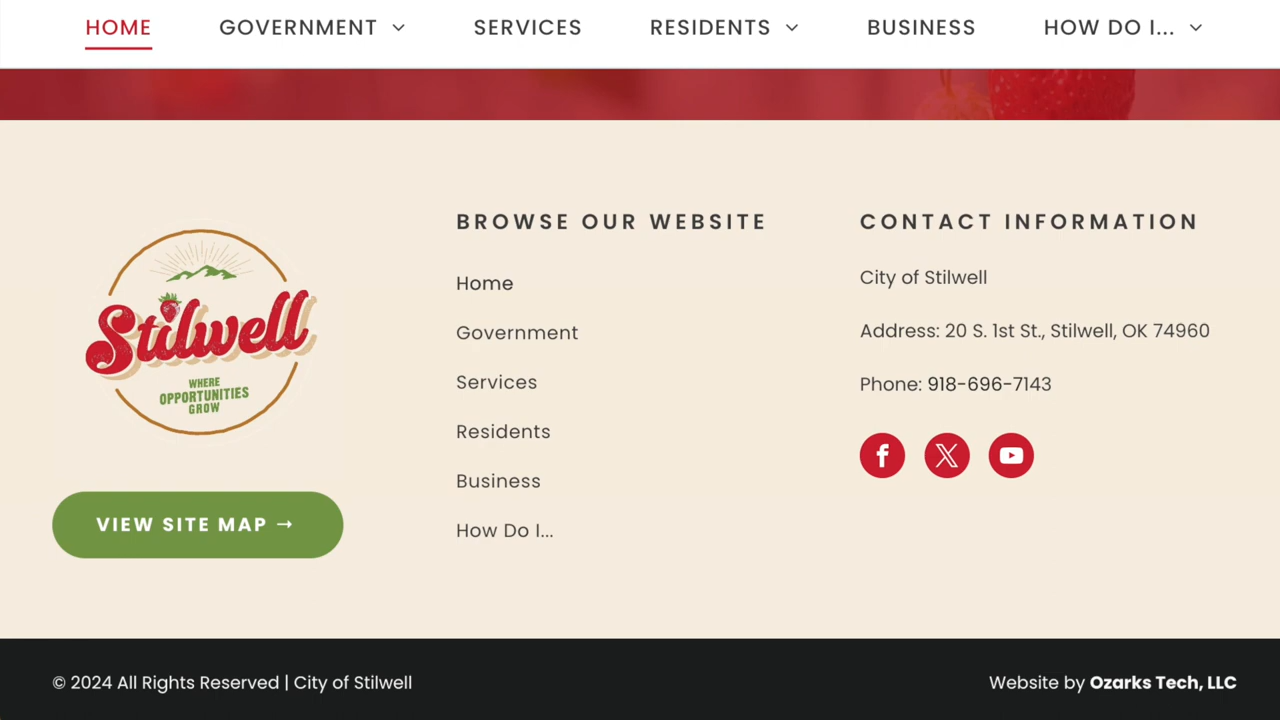 HOME GOVERNMENT SERVICES RESIDENTS BUSINESS HOW DO I...
Stilwell
WHERE
OPPORTUNITIES
GROW
VIEW SITE MAP →
BROWSE OUR WEBSITE
Home
Government
Services
Residents
Business
How Do I...
CONTACT INFORMATION
City of Stilwell
Address: 20 S. 1st St., Stilwell, OK 74960
Phone: 918-696-7143
© 2024 All Rights Reserved | City of Stilwell
Website by Ozarks Tech, LLC